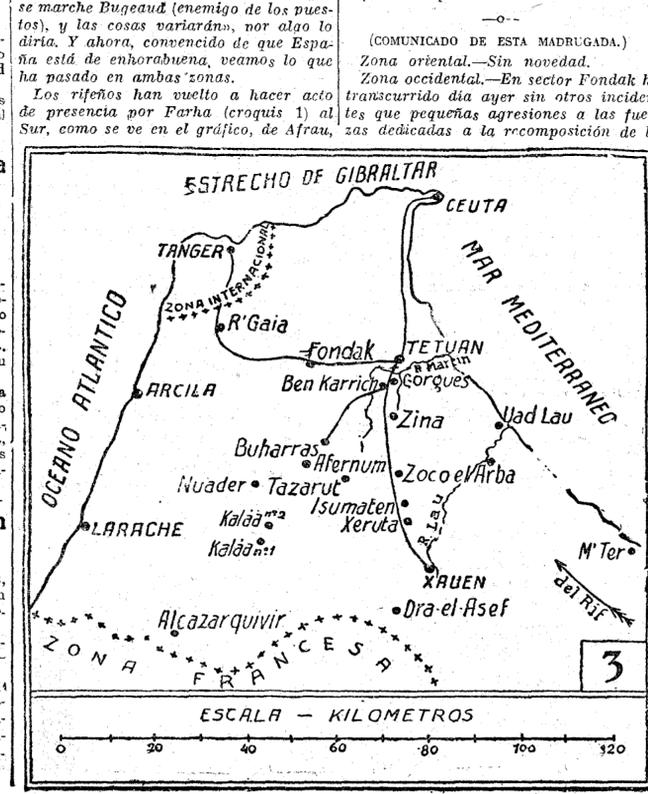 se marche Bugeaud (enemigo de los pues-
tos), y las cosas variarán», por algo lo
diría. Y ahora, convencido de que Espa-
ña está de enhorabuena, veamos lo que
ha pasado en ambas zonas.
Los rifeños han vuelto a hacer acto
de presencia por Farha (croquis 1) al
Sur, como se ve en el gráfico, de Afrau,
—o—
(COMUNICADO DE ESTA MADRUGADA.)
Zona oriental.—Sin novedad.
Zona occidental.—En sector Fondak h
transcurrido día ayer sin otros incide
tes que pequeñas agresiones a las fue
zas dedicadas a la recomposición de l
ESTRECHO DE GIBRALTAR
CEUTA
TANGER
ZONA INTERNACIONAL
MAR MEDITERRANEO
OCEANO ATLANTICO
R'Gaia
Fondak
TETUAN
R Martin
Ben Karrich
Gorgues
ARCILA
Zina
Uad Lau
Buharras
Afernum
Zoco el Arba
Nuader
Tazarut
Isumaten
Xeruta
R. Lau
Kaláa nº2
LARACHE
Kaláa nº1
M'Ter
XAUEN
del Rif
Dra-el-Asef
Alcazarquivir
ZONA FRANCESA
3
ESCALA — KILOMETROS
0 20 40 60 80 100 120